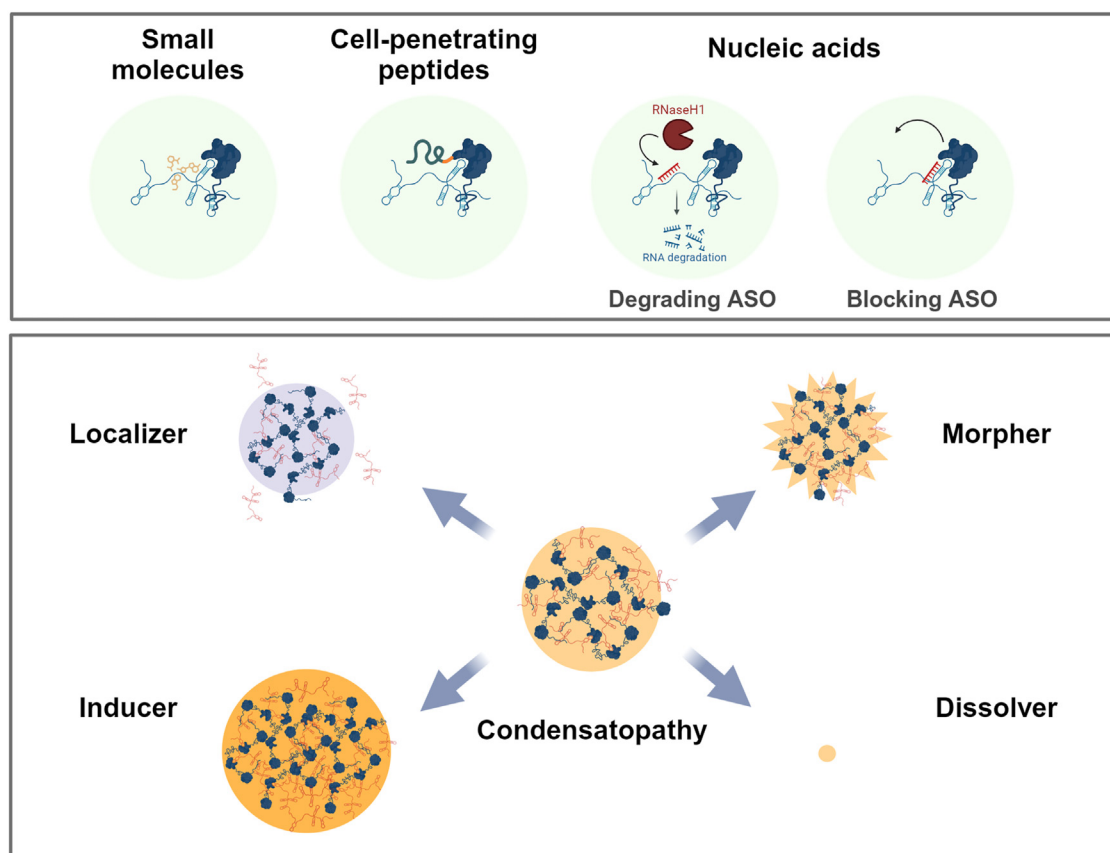 Small
molecules
Cell-penetrating
peptides
Nucleic acids
RNaseH1
RNA degradation
Degrading ASO
Blocking ASO
Localizer
Morpher
Inducer
Condensatopathy
Dissolver